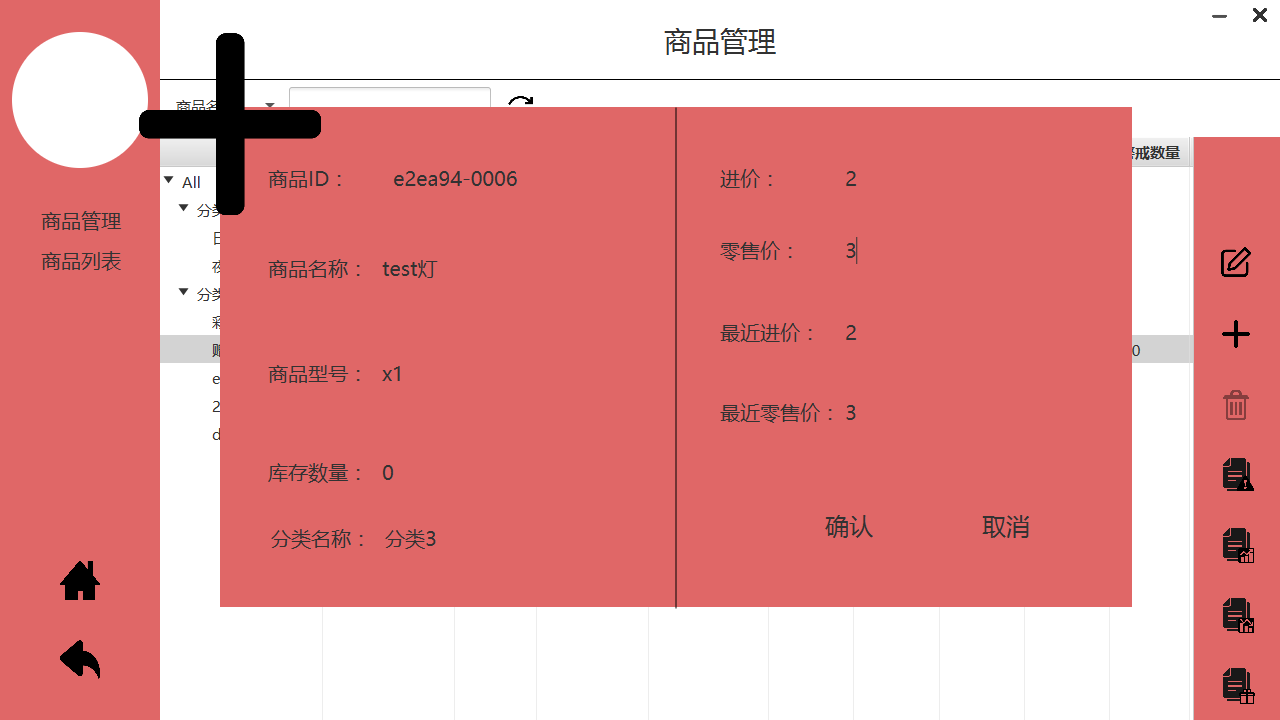 商品管理
商品管理
商品列表
商品名
警戒数量
All
分类
分类
e
2
d
0
商品ID： e2ea94-0006
商品名称： test灯
商品型号： x1
库存数量： 0
分类名称： 分类3
进价： 2
零售价： 3
最近进价： 2
最近零售价： 3
确认 取消